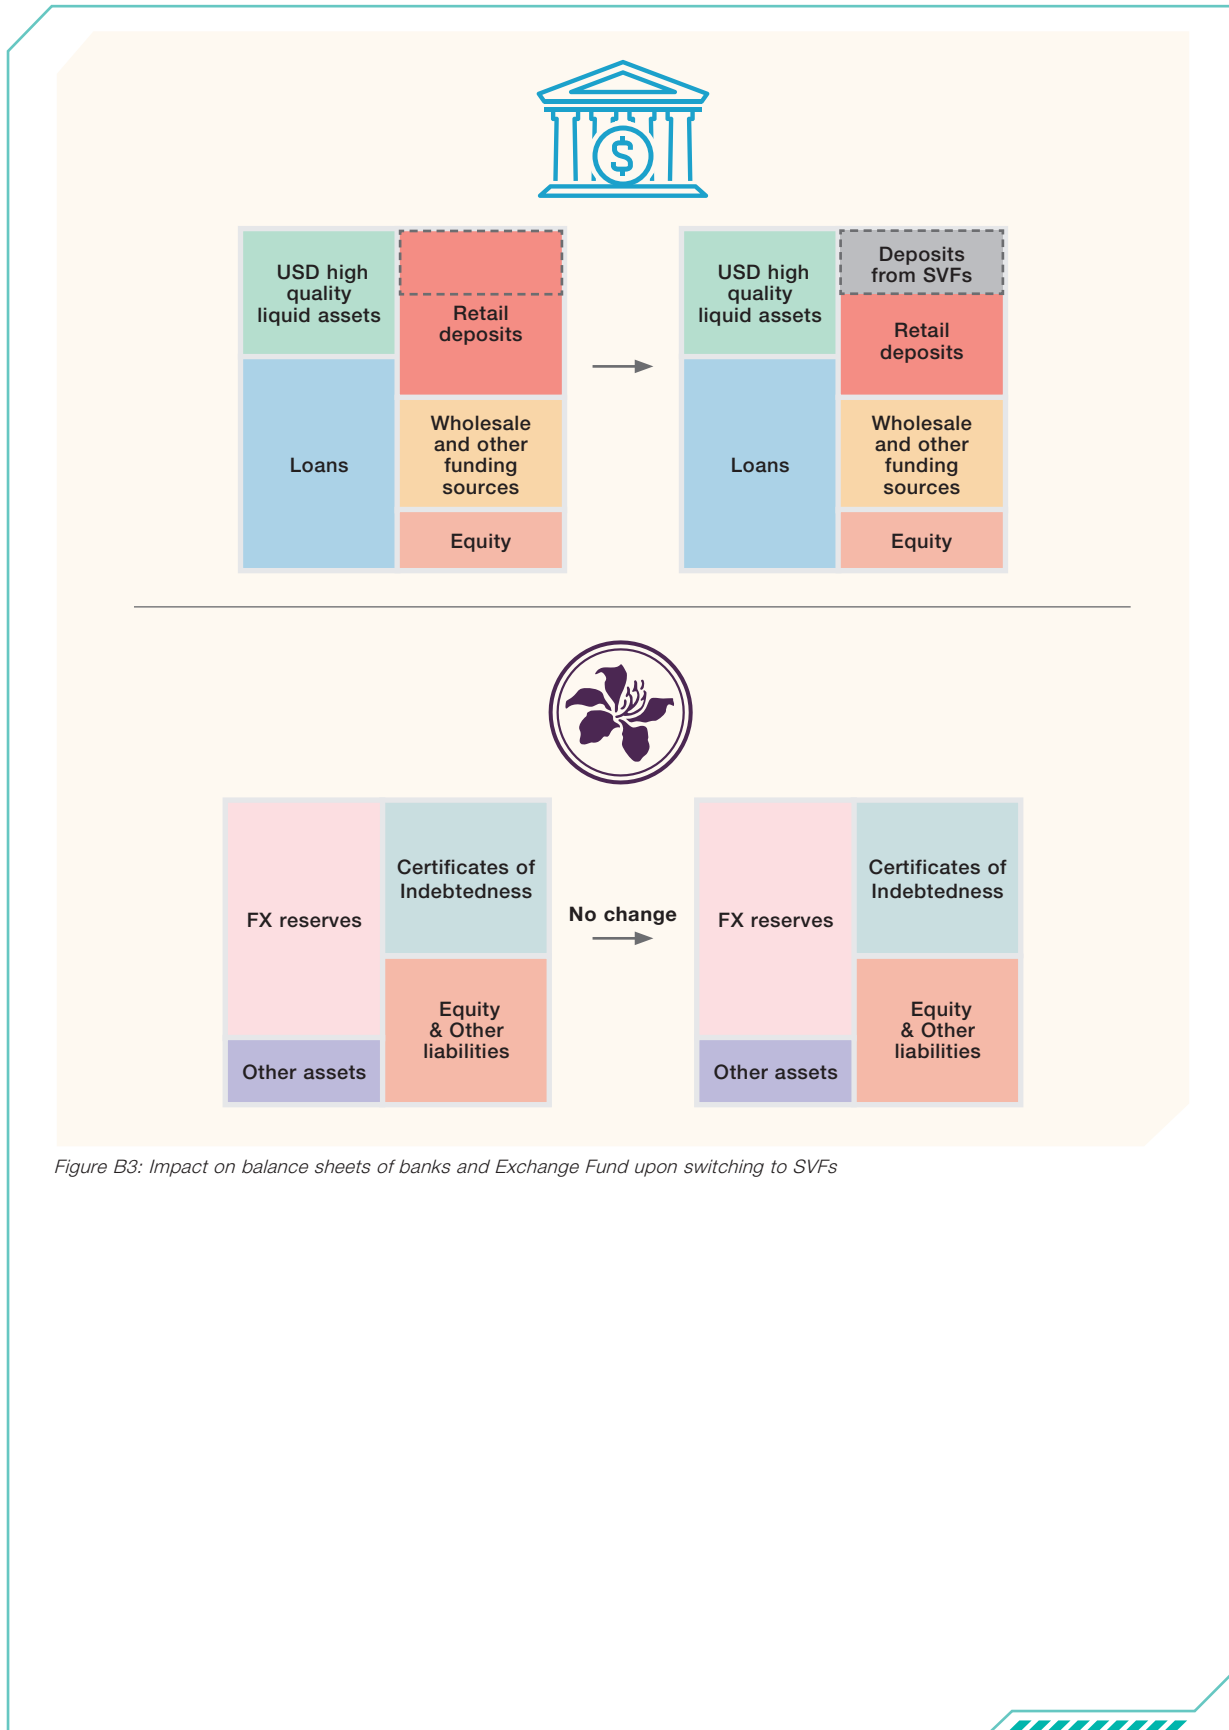 $
USD high
quality
liquid assets
Retail
deposits
Loans
Wholesale
and other
funding
sources
Equity
USD high
quality
liquid assets
Deposits
from SVFs
Retail
deposits
Loans
Wholesale
and other
funding
sources
Equity
FX reserves
Certificates of
Indebtedness
Equity
& Other
liabilities
Other assets
No change
FX reserves
Certificates of
Indebtedness
Equity
& Other
liabilities
Other assets
Figure B3: Impact on balance sheets of banks and Exchange Fund upon switching to SVFs